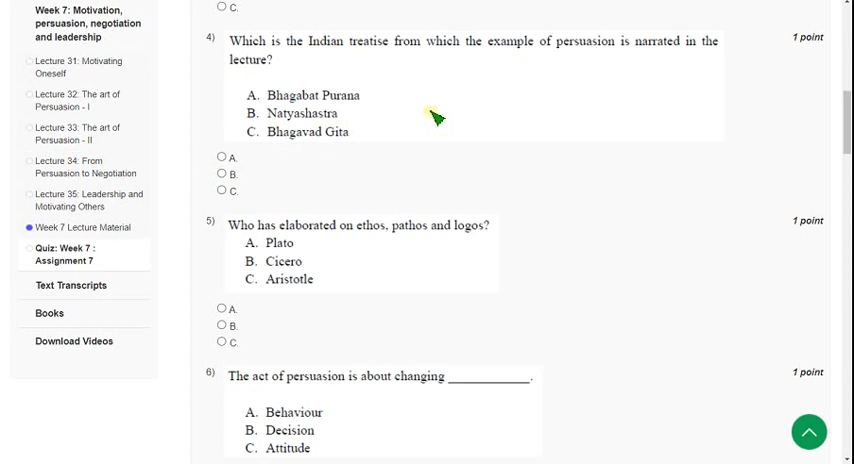 Week 7: Motivation,
persuasion, negotiation
and leadership
Lecture 31: Motivating
Oneself
Lecture 32: The art of
Persuasion - I
Lecture 33: The art of
Persuasion - II
Lecture 34: From
Persuasion to Negotiation
Lecture 35: Leadership and
Motivating Others
Week 7 Lecture Material
Quiz: Week 7 :
Assignment 7
Text Transcripts
Books
Download Videos
C.
4) Which is the Indian treatise from which the example of persuasion is narrated in the 1 point
lecture?
A. Bhagabat Purana
B. Natyashastra
C. Bhagavad Gita
A.
B.
C.
5) Who has elaborated on ethos, pathos and logos? 1 point
A. Plato
B. Cicero
C. Aristotle
A.
B.
C.
6) The act of persuasion is about changing ____________. 1 point
A. Behaviour
B. Decision
C. Attitude